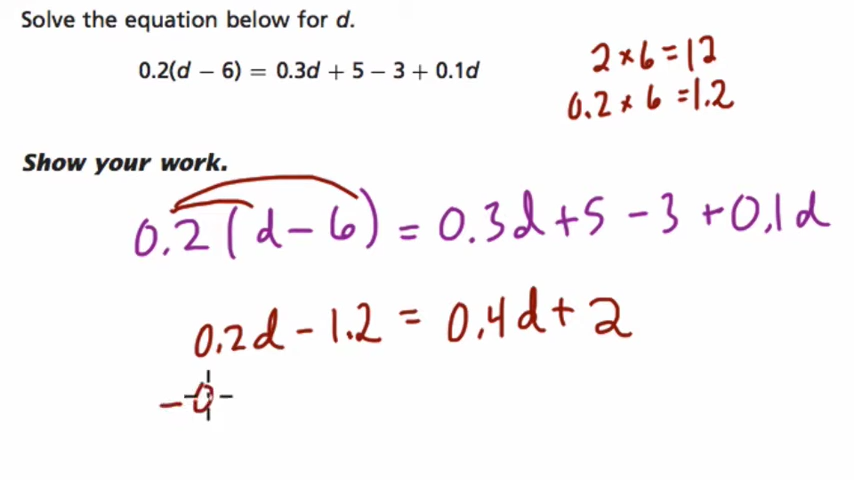 Solve the equation below for d.
0.2(d − 6) = 0.3d + 5 − 3 + 0.1d
2 × 6 = 12
0.2 × 6 = 1.2
Show your work.
0.2(d − 6) = 0.3d + 5 − 3 + 0.1d
0.2d − 1.2 = 0.4d + 2
− 0